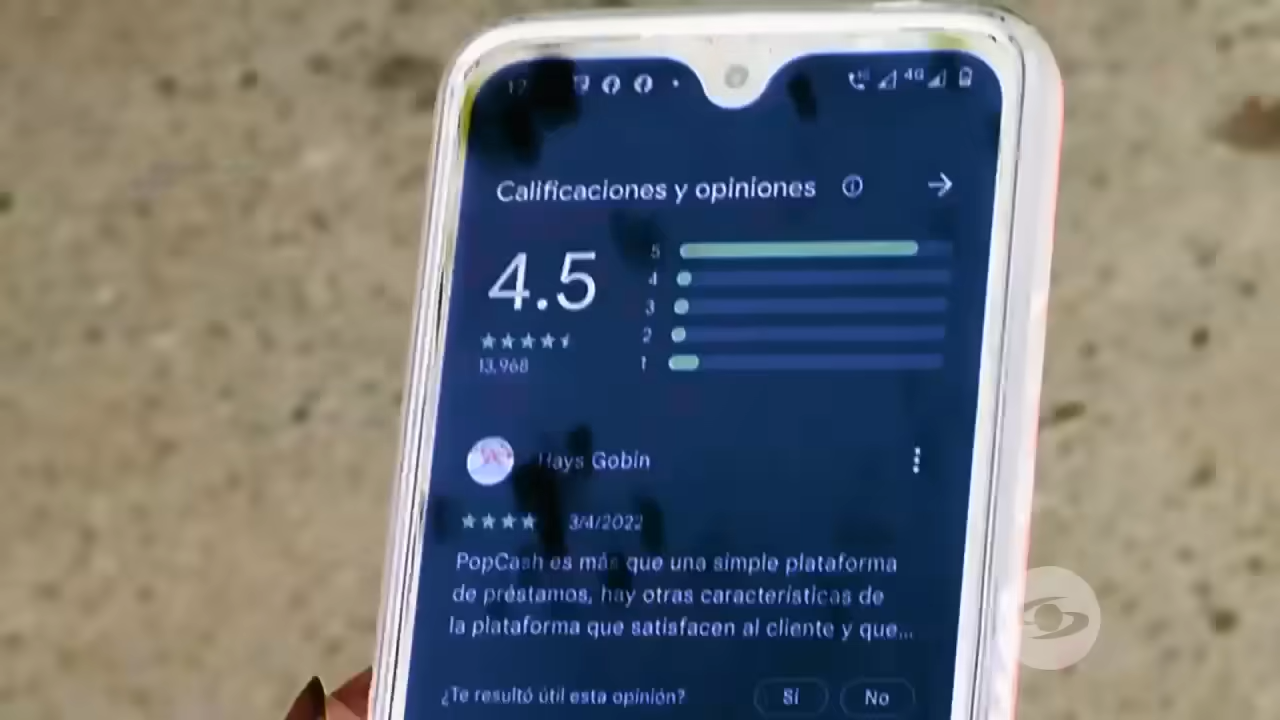 12
4G
Calificaciones y opiniones
4.5
5
4
3
2
1
13,968
Hays Gobin
3/4/2022
PopCash es más que una simple plataforma
de préstamos, hay otras características de
la plataforma que satisfacen al cliente y que...
¿Te resultó útil esta opinión?
Sí
No